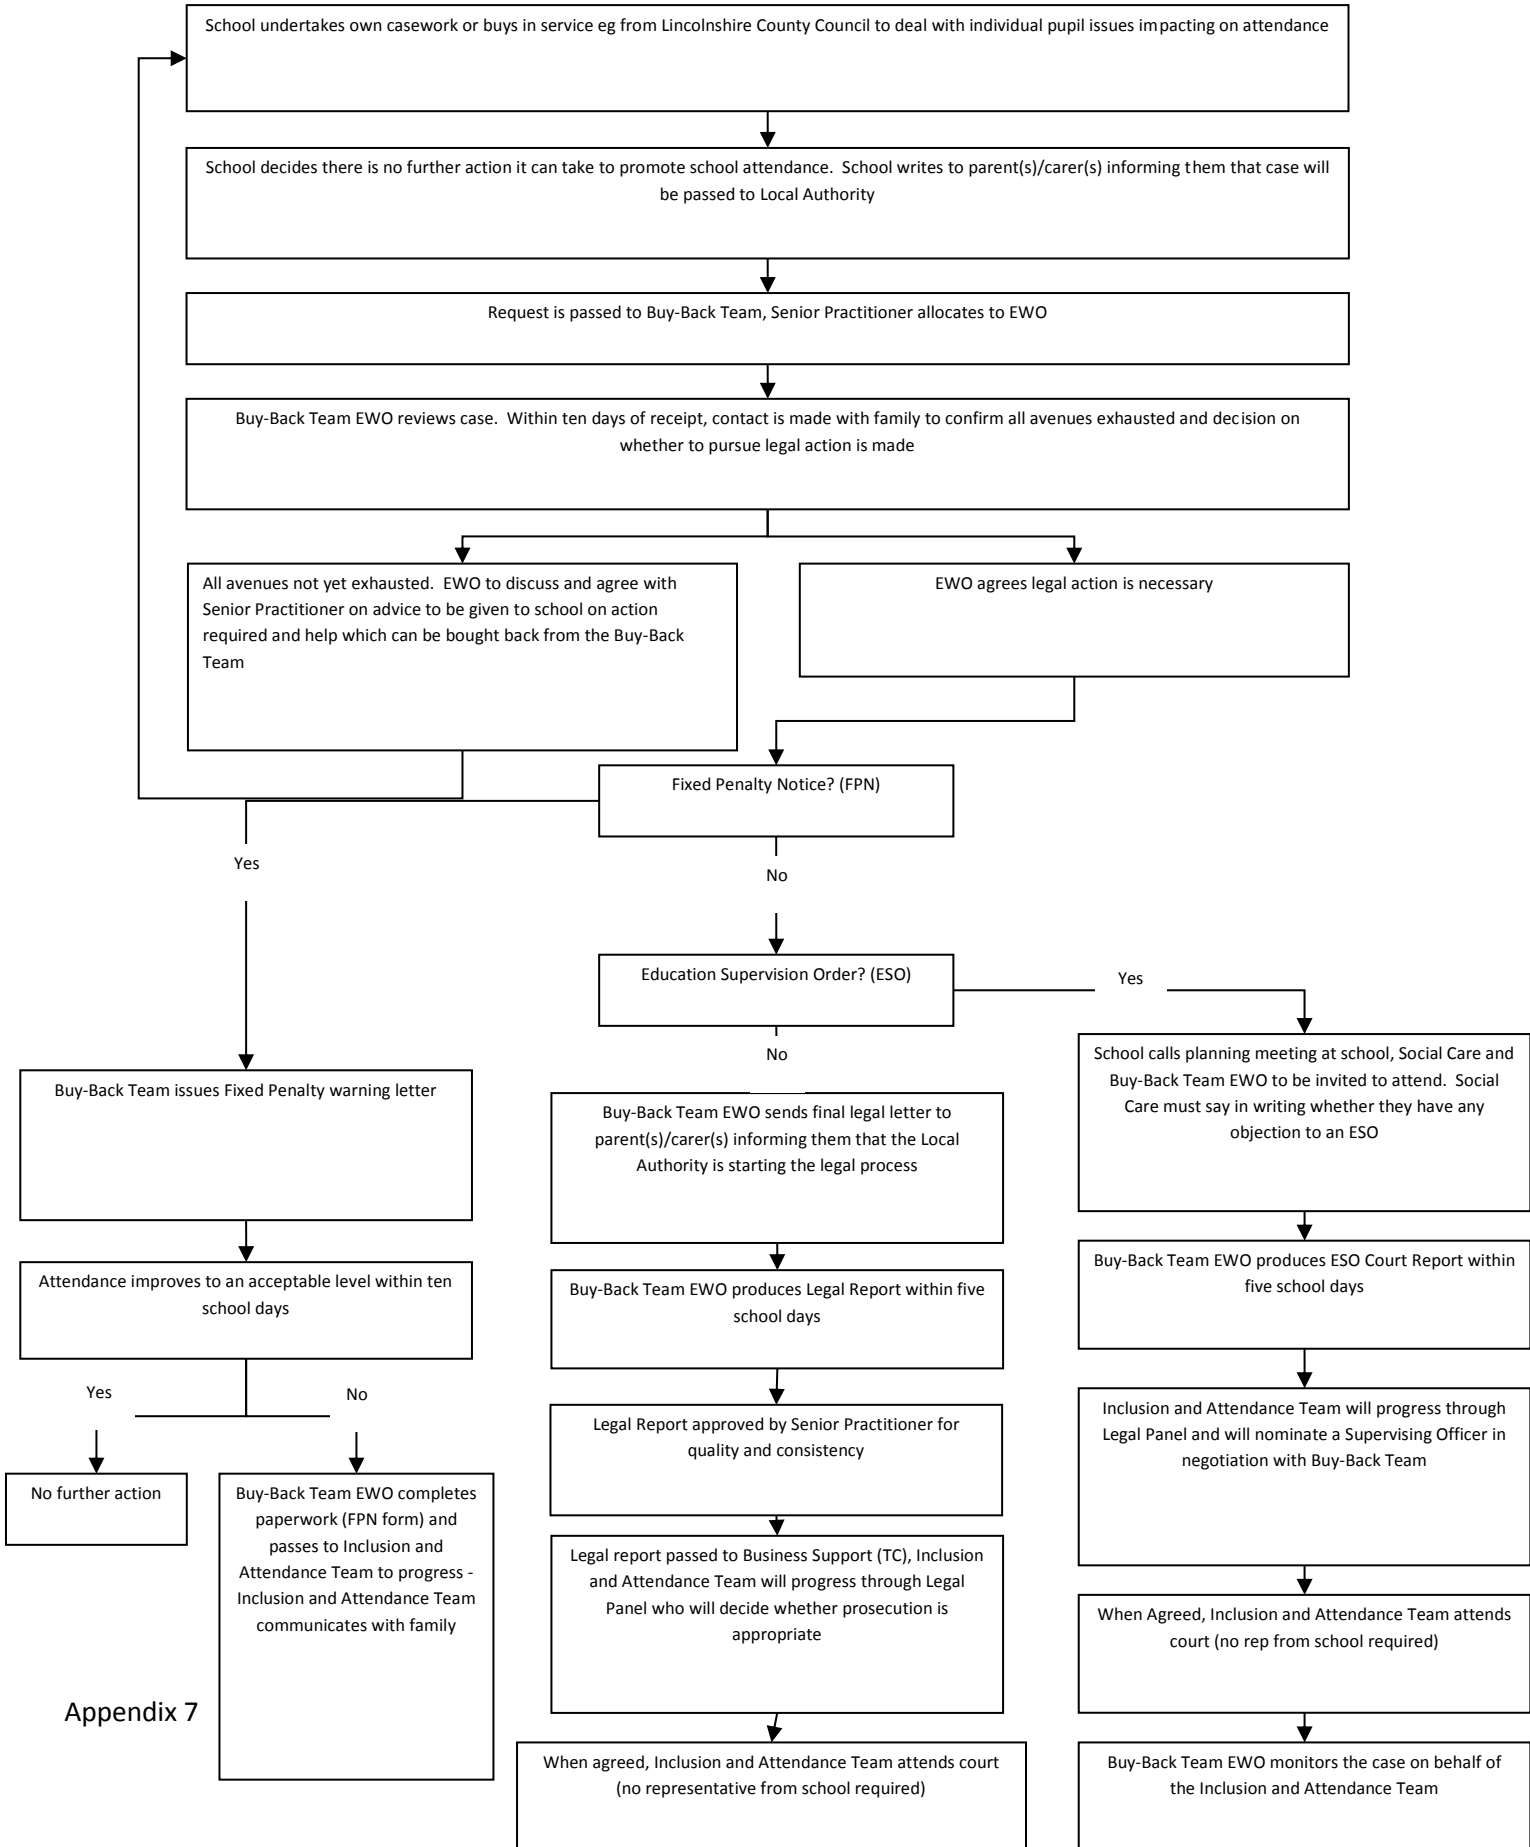 School undertakes own casework or buys in service eg from Lincolnshire County Council to deal with individual pupil issues impacting on attendance
School decides there is no further action it can take to promote school attendance.  School writes to parent(s)/carer(s) informing them that case will
be passed to Local Authority
Request is passed to Buy-Back Team, Senior Practitioner allocates to EWO
Buy-Back Team EWO reviews case.  Within ten days of receipt, contact is made with family to confirm all avenues exhausted and decision on
whether to pursue legal action is made
All avenues not yet exhausted.  EWO to discuss and agree with
Senior Practitioner on advice to be given to school on action
required and help which can be bought back from the Buy-Back
Team
EWO agrees legal action is necessary
Fixed Penalty Notice? (FPN)
Yes
No
Education Supervision Order? (ESO)
Yes
No
Buy-Back Team issues Fixed Penalty warning letter
Attendance improves to an acceptable level within ten
school days
Yes
No
No further action
Buy-Back Team EWO completes
paperwork (FPN form) and
passes to Inclusion and
Attendance Team to progress -
Inclusion and Attendance Team
communicates with family
Buy-Back Team EWO sends final legal letter to
parent(s)/carer(s) informing them that the Local
Authority is starting the legal process
Buy-Back Team EWO produces Legal Report within five
school days
Legal Report approved by Senior Practitioner for
quality and consistency
Legal report passed to Business Support (TC), Inclusion
and Attendance Team will progress through Legal
Panel who will decide whether prosecution is
appropriate
When agreed, Inclusion and Attendance Team attends court
(no representative from school required)
School calls planning meeting at school, Social Care and
Buy-Back Team EWO to be invited to attend.  Social
Care must say in writing whether they have any
objection to an ESO
Buy-Back Team EWO produces ESO Court Report within
five school days
Inclusion and Attendance Team will progress through
Legal Panel and will nominate a Supervising Officer in
negotiation with Buy-Back Team
When Agreed, Inclusion and Attendance Team attends
court (no rep from school required)
Buy-Back Team EWO monitors the case on behalf of
the Inclusion and Attendance Team
Appendix 7